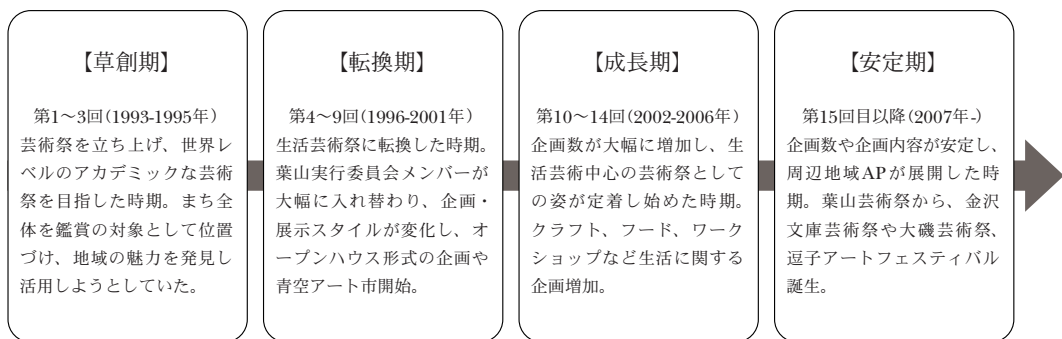 【草創期】
第1~3回(1993-1995年)
芸術祭を立ち上げ、世界レ
ベルのアカデミックな芸術
祭を目指した時期。まち全
体を鑑賞の対象として位置
づけ、地域の魅力を発見し
活用しようとしていた。
【転換期】
第4~9回(1996-2001年)
生活芸術祭に転換した時期。
葉山実行委員会メンバーが
大幅に入れ替わり、企画・
展示スタイルが変化し、オ
ープンハウス形式の企画や
青空アート市開始。
【成長期】
第10~14回(2002-2006年)
企画数が大幅に増加し、生
活芸術中心の芸術祭として
の姿が定着し始めた時期。
クラフト、フード、ワーク
ショップなど生活に関する
企画増加。
【安定期】
第15回目以降(2007年-)
企画数や企画内容が安定し、
周辺地域APが展開した時
期。葉山芸術祭から、金沢
文庫芸術祭や大磯芸術祭、
逗子アートフェスティバル
誕生。